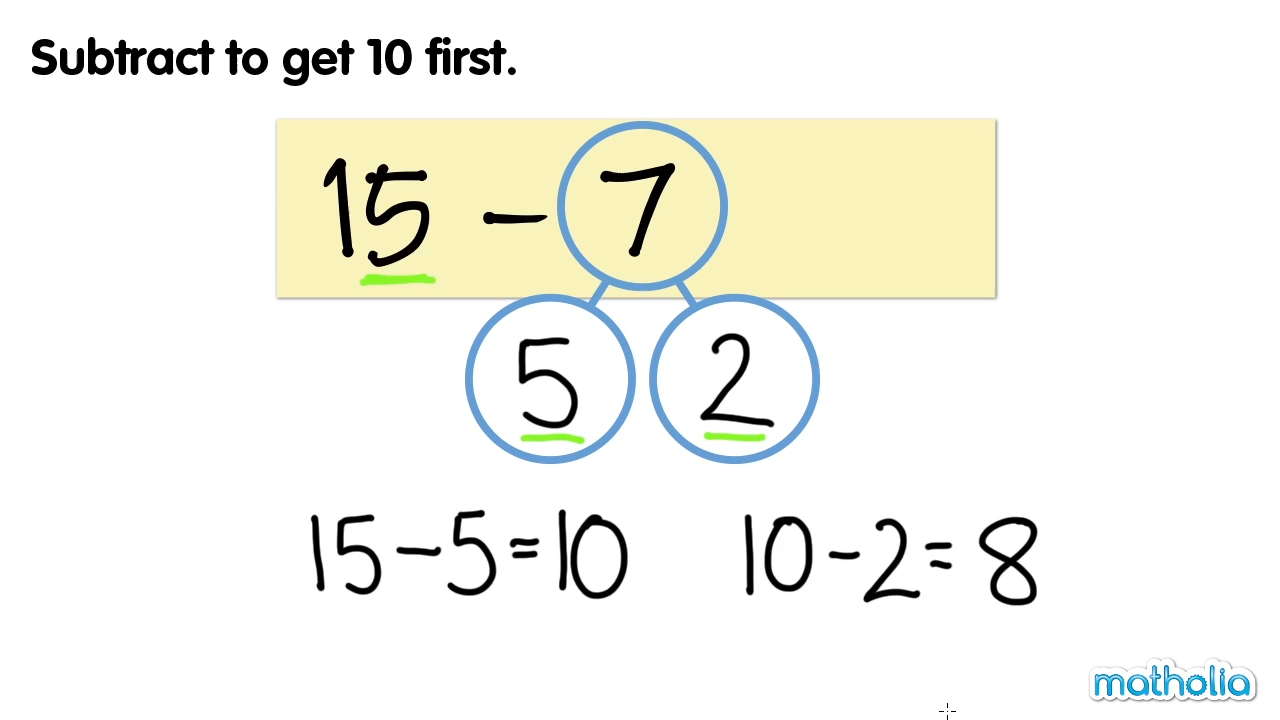 Subtract to get 10 first.
15 – 7
5 2
15 – 5 = 10 10 – 2 = 8
matholia